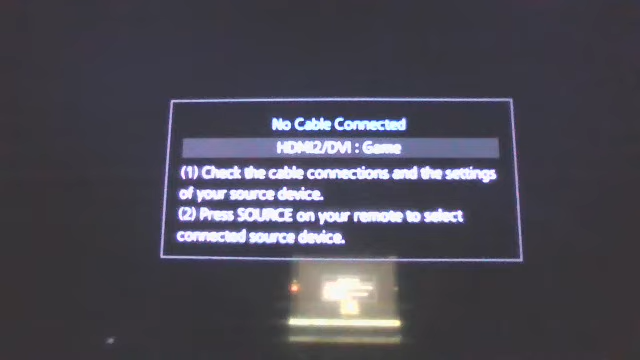 No Cable Connected
HDMI2/DVI : Game
(1) Check the cable connections and the settings
of your source device.
(2) Press SOURCE on your remote to select
connected source device.